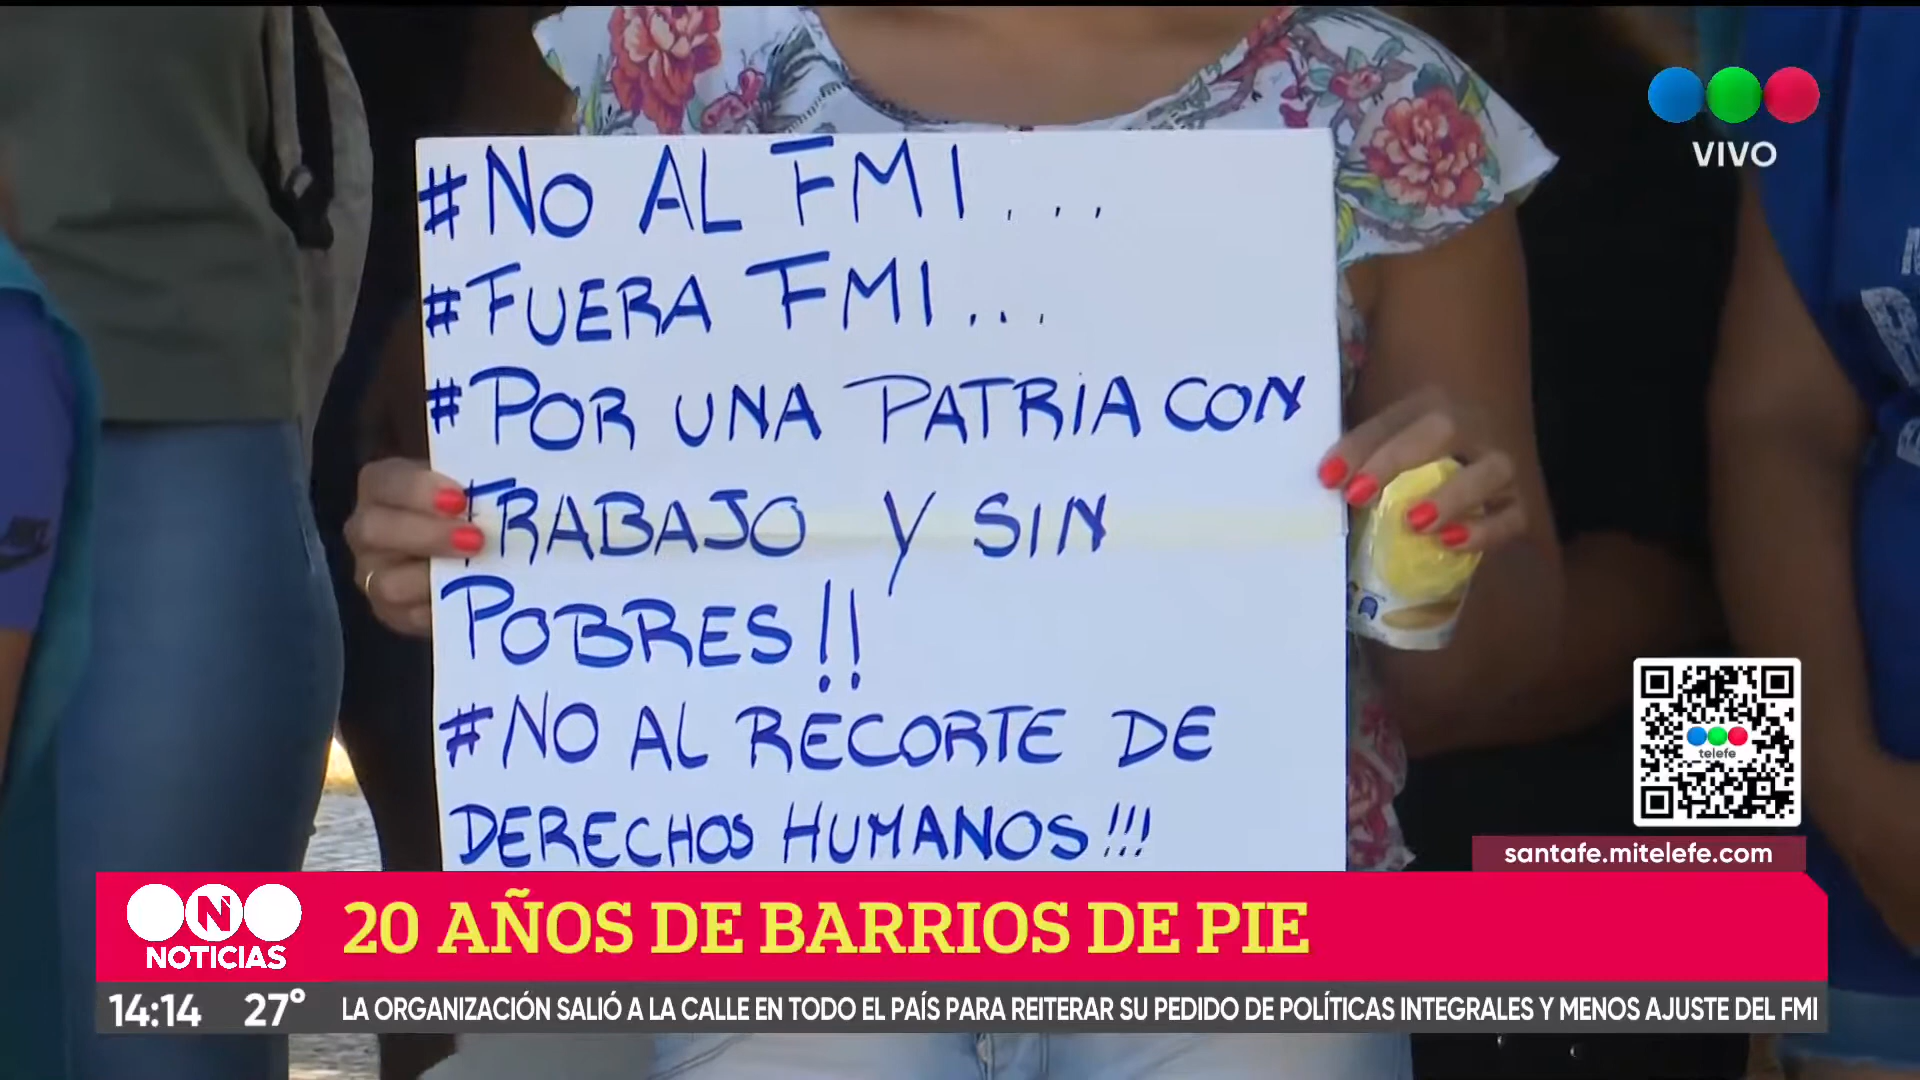 VIVO
#NO AL FMI...
#FUERA FMI...
#POR UNA PATRIA CON
TRABAJO Y SIN
POBRES!!
#NO AL RECORTE DE
DERECHOS HUMANOS!!!
telefe
santafe.mitelefe.com
N
NOTICIAS
20 AÑOS DE BARRIOS DE PIE
14:14 27°
LA ORGANIZACIÓN SALIÓ A LA CALLE EN TODO EL PAÍS PARA REITERAR SU PEDIDO DE POLÍTICAS INTEGRALES Y MENOS AJUSTE DEL FMI